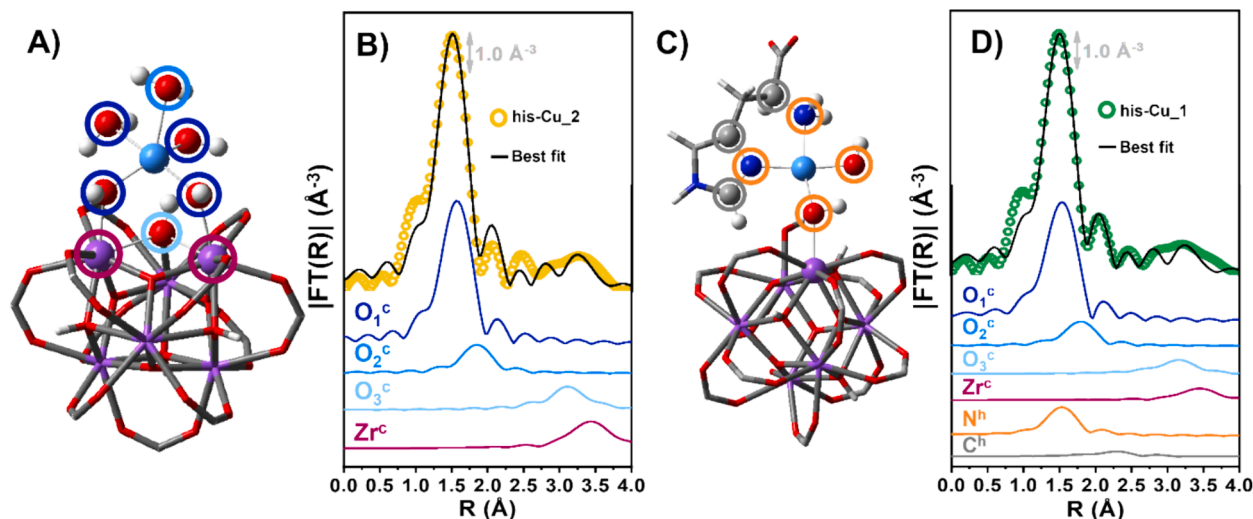 A)
B)
1.0 Å⁻³
his-Cu_2
Best fit
|FT(R)| (Å⁻³)
O₁ᶜ
O₂ᶜ
O₃ᶜ
Zrᶜ
0.0 0.5 1.0 1.5 2.0 2.5 3.0 3.5 4.0
R (Å)
C)
D)
1.0 Å⁻³
his-Cu_1
Best fit
|FT(R)| (Å⁻³)
O₁ᶜ
O₂ᶜ
O₃ᶜ
Zrᶜ
Nʰ
Cʰ
0.0 0.5 1.0 1.5 2.0 2.5 3.0 3.5 4.0
R (Å)